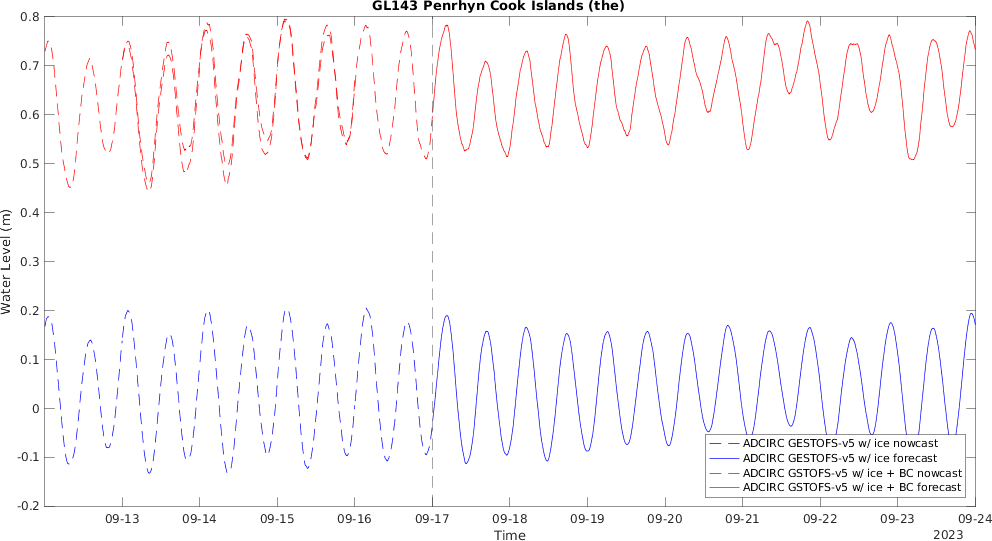 GL143 Penrhyn Cook Islands (the)
Water Level (m)
0.8
0.7
0.6
0.5
0.4
0.3
0.2
0.1
0
-0.1
-0.2
ADCIRC GESTOFS-v5 w/ ice nowcast
ADCIRC GESTOFS-v5 w/ ice forecast
ADCIRC GSTOFS-v5 w/ ice + BC nowcast
ADCIRC GSTOFS-v5 w/ ice + BC forecast
09-13 09-14 09-15 09-16 09-17 09-18 09-19 09-20 09-21 09-22 09-23 09-24
Time
2023